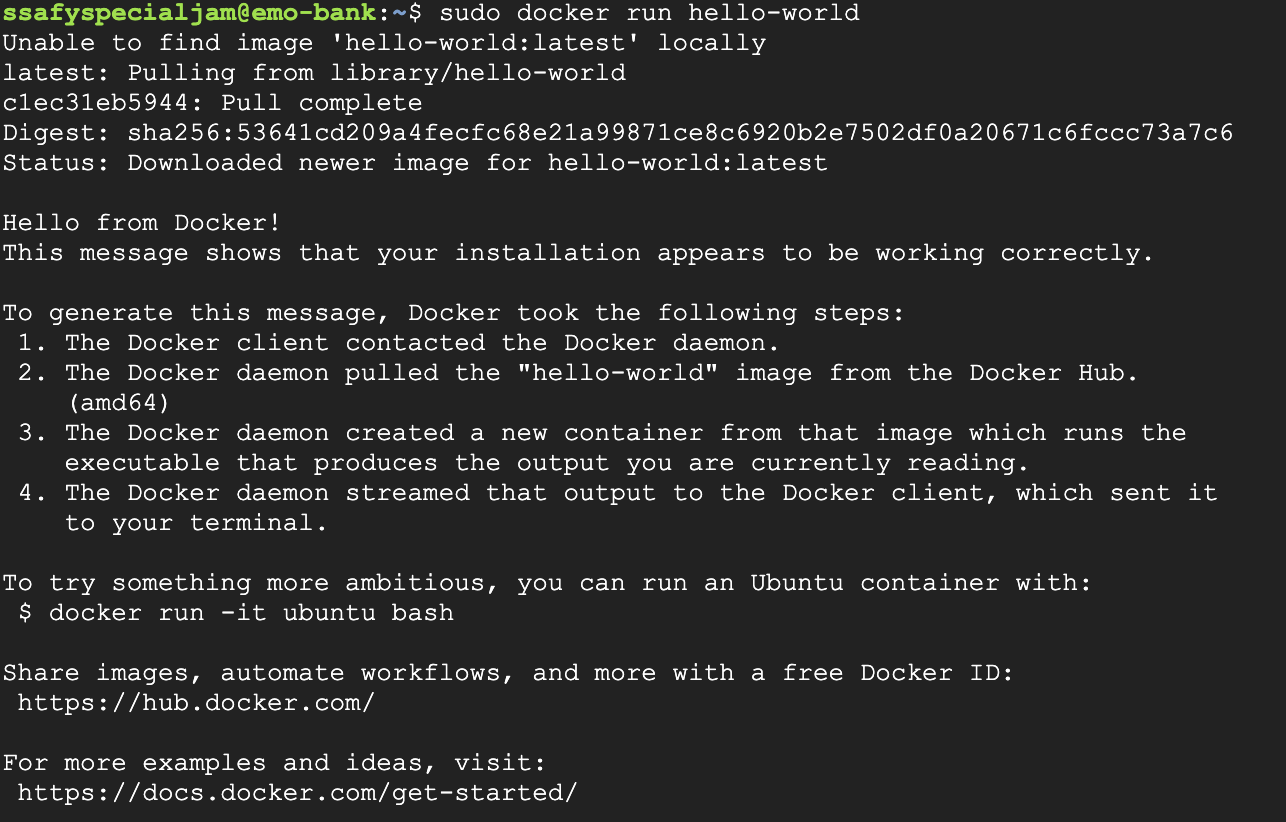 ssafyspecialjam@emo-bank:~$ sudo docker run hello-world
Unable to find image 'hello-world:latest' locally
latest: Pulling from library/hello-world
c1ec31eb5944: Pull complete
Digest: sha256:53641cd209a4fecfc68e21a99871ce8c6920b2e7502df0a20671c6fccc73a7c6
Status: Downloaded newer image for hello-world:latest

Hello from Docker!
This message shows that your installation appears to be working correctly.

To generate this message, Docker took the following steps:
 1. The Docker client contacted the Docker daemon.
 2. The Docker daemon pulled the "hello-world" image from the Docker Hub.
    (amd64)
 3. The Docker daemon created a new container from that image which runs the
    executable that produces the output you are currently reading.
 4. The Docker daemon streamed that output to the Docker client, which sent it
    to your terminal.

To try something more ambitious, you can run an Ubuntu container with:
 $ docker run -it ubuntu bash

Share images, automate workflows, and more with a free Docker ID:
 https://hub.docker.com/

For more examples and ideas, visit:
 https://docs.docker.com/get-started/